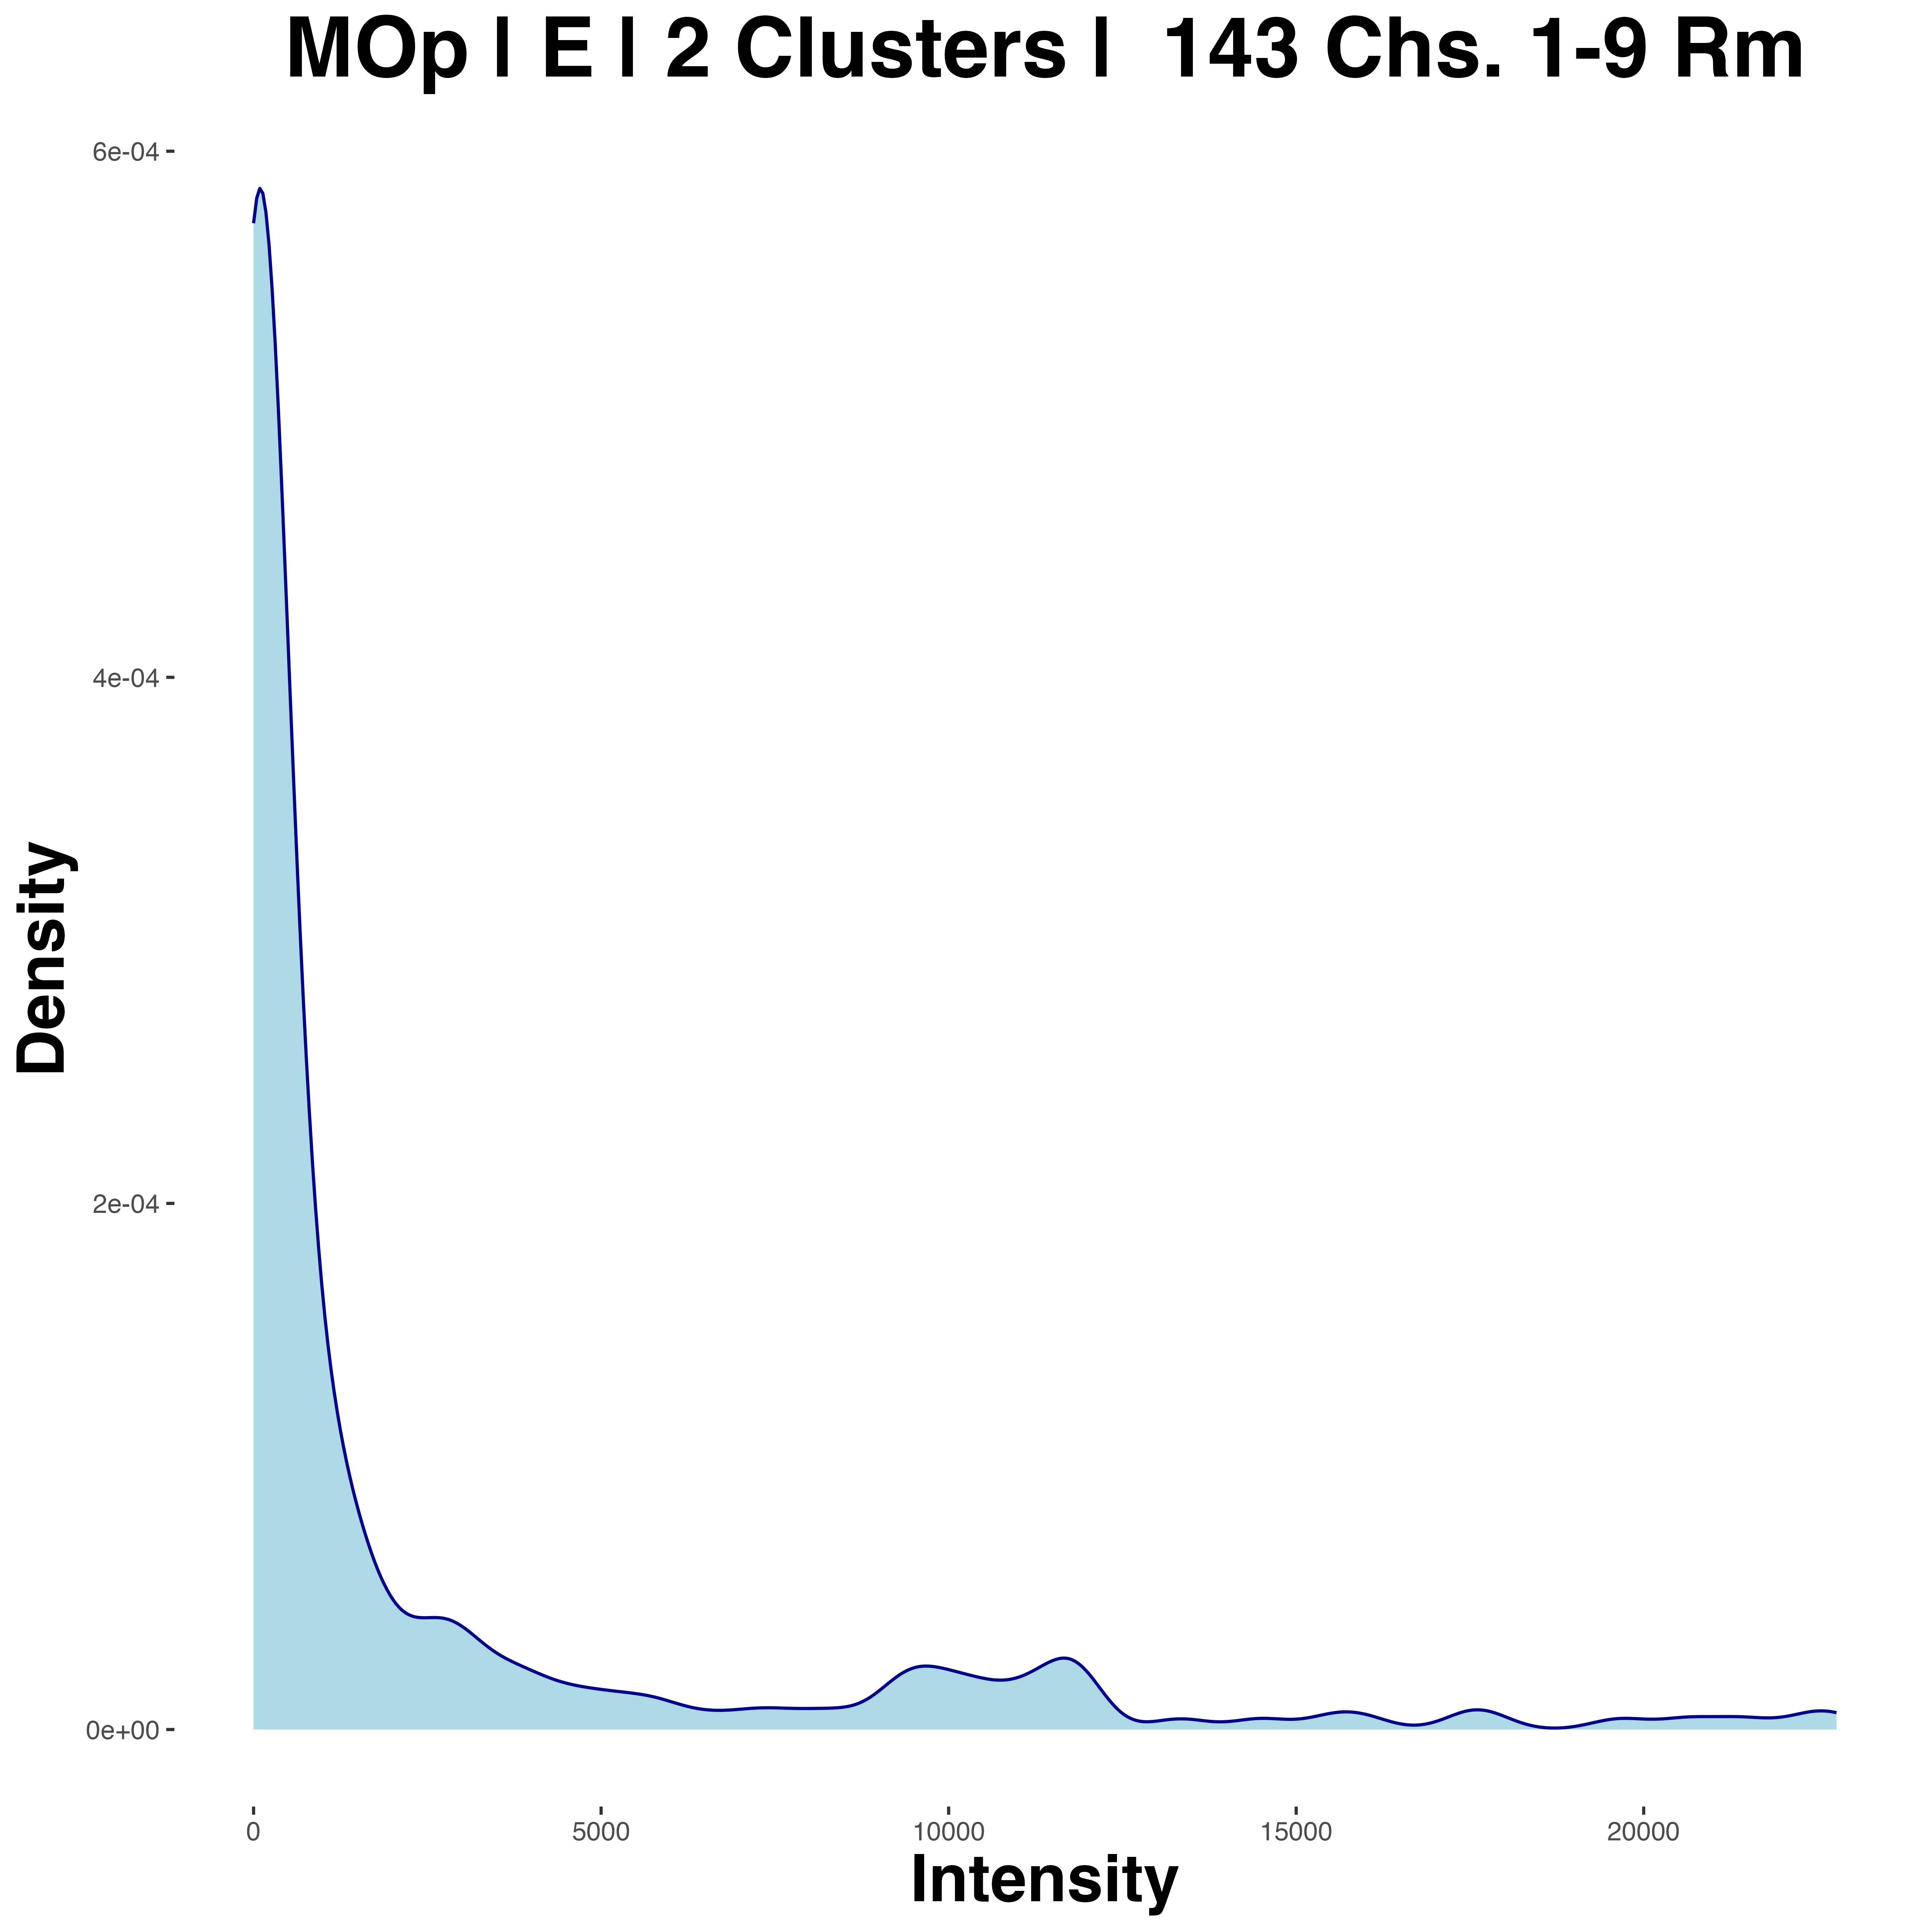 MOp | E | 2 Clusters |  143 Chs. 1-9 Rm
6e-04
4e-04
2e-04
0e+00
Density
0
5000
10000
15000
20000
Intensity